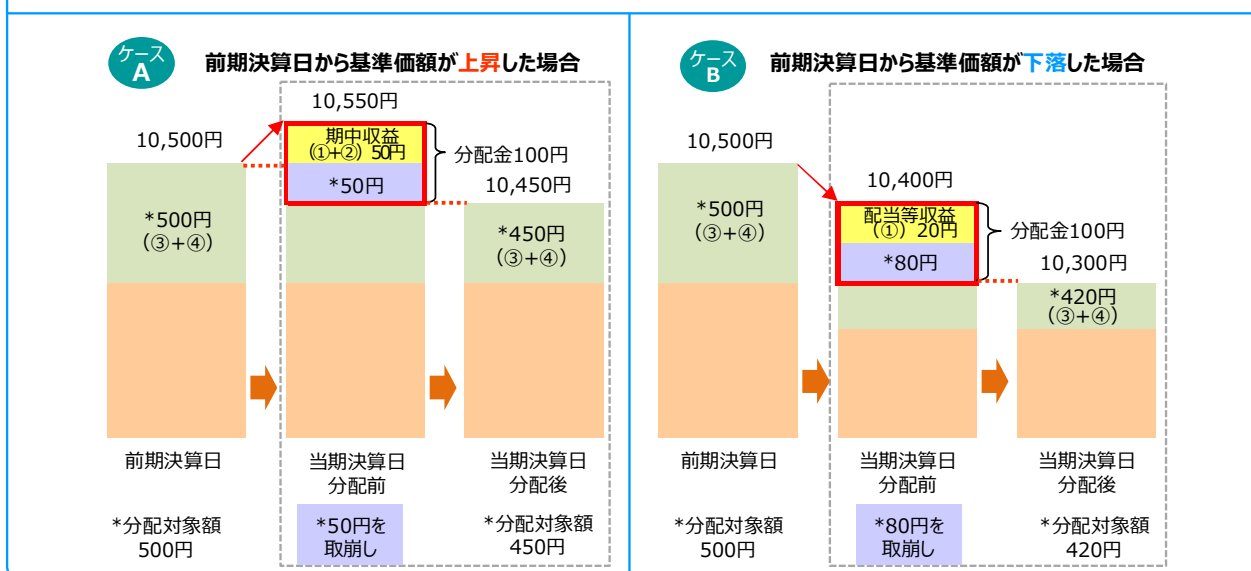 ケース
A
前期決算日から基準価額が上昇した場合
10,550円
10,500円
期中収益
(①+②) 50円
*50円
分配金100円
10,450円
*500円
(③+④)
*450円
(③+④)
前期決算日
当期決算日
分配前
当期決算日
分配後
*分配対象額
500円
*50円を
取崩し
*分配対象額
450円
ケース
B
前期決算日から基準価額が下落した場合
10,500円
10,400円
*500円
(③+④)
配当等収益
(①) 20円
*80円
分配金100円
10,300円
*420円
(③+④)
前期決算日
当期決算日
分配前
当期決算日
分配後
*分配対象額
500円
*80円を
取崩し
*分配対象額
420円